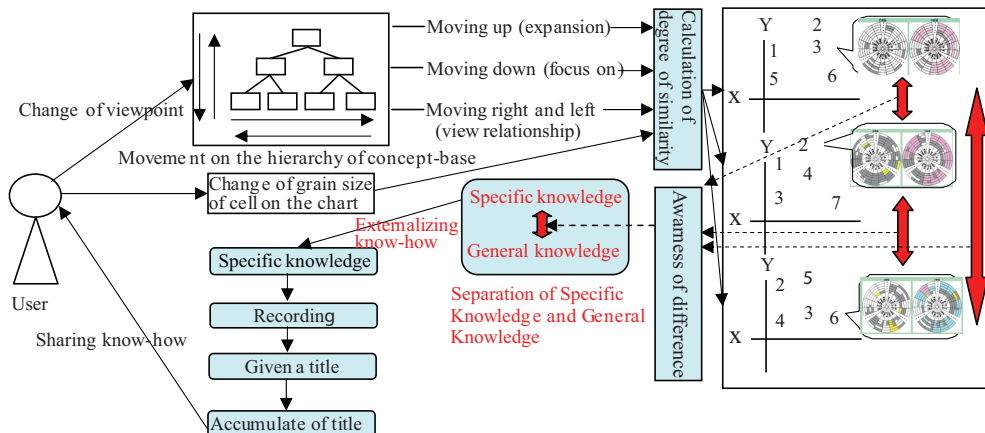 Change of viewpoint
Moving up (expansion)
Moving down (focus on)
Moving right and left
(view relationship)
Movement on the hierarchy of concept-base
Change of grain size
of cell on the chart
Calculation of
degree of similarity
Awarness of difference
Specific knowledge
General knowledge
Externalizing
know-how
Separation of Specific
Knowledge and General
Knowledge
Specific knowledge
Recording
Given a title
Accumulate of title
User
Sharing know-how
Y 2
1 3
5 6
X
Y 2
1 4
3 7
X
Y 5
2
4 3 6
X